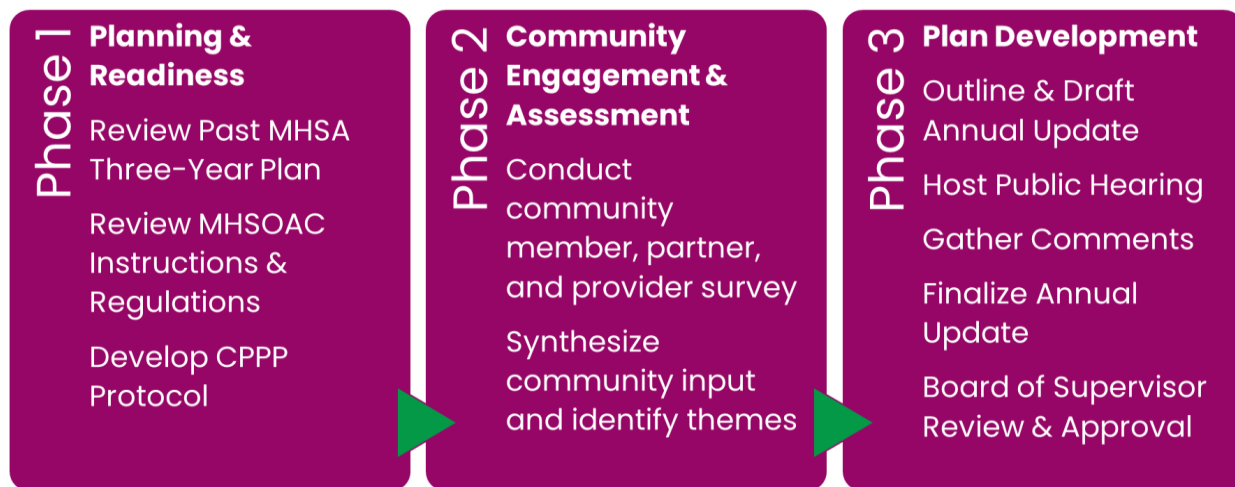 Phase 1
Planning &
Readiness
Review Past MHSA
Three-Year Plan
Review MHSOAC
Instructions &
Regulations
Develop CPPP
Protocol
Phase 2
Community
Engagement &
Assessment
Conduct
community
member, partner,
and provider survey
Synthesize
community input
and identify themes
Phase 3
Plan Development
Outline & Draft
Annual Update
Host Public Hearing
Gather Comments
Finalize Annual
Update
Board of Supervisor
Review & Approval